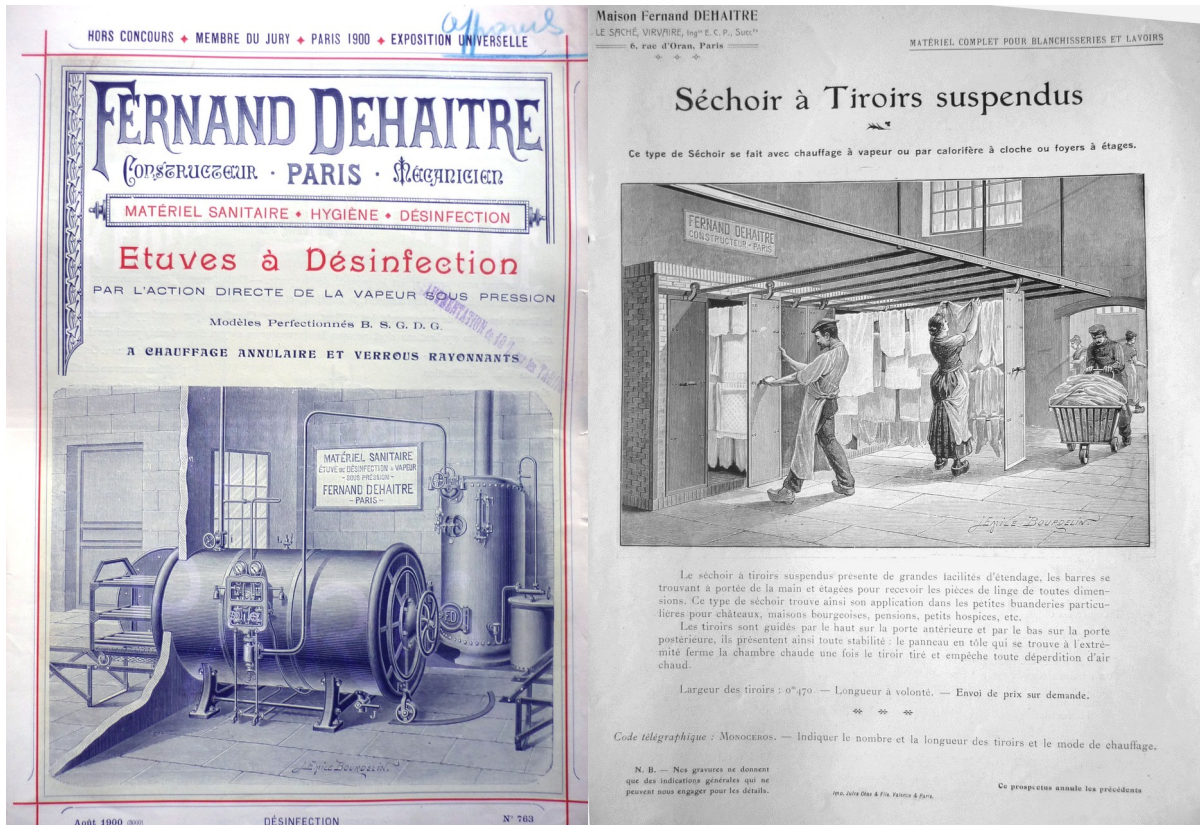 Appareils
HORS CONCOURS ✦ MEMBRE DU JURY ✦ PARIS 1900 ✦ EXPOSITION UNIVERSELLE
FERNAND DEHAITRE
CONSTRUCTEUR · PARIS · MÉCANICIEN
MATÉRIEL SANITAIRE ✦ HYGIÈNE ✦ DÉSINFECTION
Etuves à Désinfection
PAR L'ACTION DIRECTE DE LA VAPEUR SOUS PRESSION
Modèles Perfectionnés B. S. G. D. G.
A CHAUFFAGE ANNULAIRE ET VERROUS RAYONNANTS
MATÉRIEL SANITAIRE
ÉTUVE DE DÉSINFECTION A VAPEUR
- SOUS PRESSION -
FERNAND DEHAITRE
- PARIS -
EMILE BOURDELIN.
Août 1900 (3000)
DÉSINFECTION
N° 763
Maison Fernand DEHAITRE
LE SACHÉ, VIRVAIRE, Ingrs E. C. P., Succrs
6, rue d'Oran, Paris
MATÉRIEL COMPLET POUR BLANCHISSERIES ET LAVOIRS
Séchoir à Tiroirs suspendus
Ce type de Séchoir se fait avec chauffage à vapeur ou par calorifère à cloche ou foyers à étages.
FERNAND DEHAITRE
CONSTRUCTEUR - PARIS
EMILE BOURDELIN
Le séchoir à tiroirs suspendus présente de grandes facilités d'étendage, les barres se
trouvant à portée de la main et étagées pour recevoir les pièces de linge de toutes dimen-
sions. Ce type de séchoir trouve ainsi son application dans les petites buanderies particu-
lières pour châteaux, maisons bourgeoises, pensions, petits hospices, etc.
Les tiroirs sont guidés par le haut sur la porte antérieure et par le bas sur la porte
postérieure, ils présentent ainsi toute stabilité : le panneau en tôle qui se trouve à l'extré-
mité ferme la chambre chaude une fois le tiroir tiré et empêche toute déperdition d'air
chaud.
Largeur des tiroirs : 0m470 — Longueur à volonté. — Envoi de prix sur demande.
Code télégraphique : MONOCEROS. — Indiquer le nombre et la longueur des tiroirs et le mode de chauffage.
N. B. — Nos gravures ne donnent
que des indications générales qui ne
peuvent nous engager pour les détails.
Imp. Jules Céas & Fils, Valence & Paris.
Ce prospectus annule les précédents